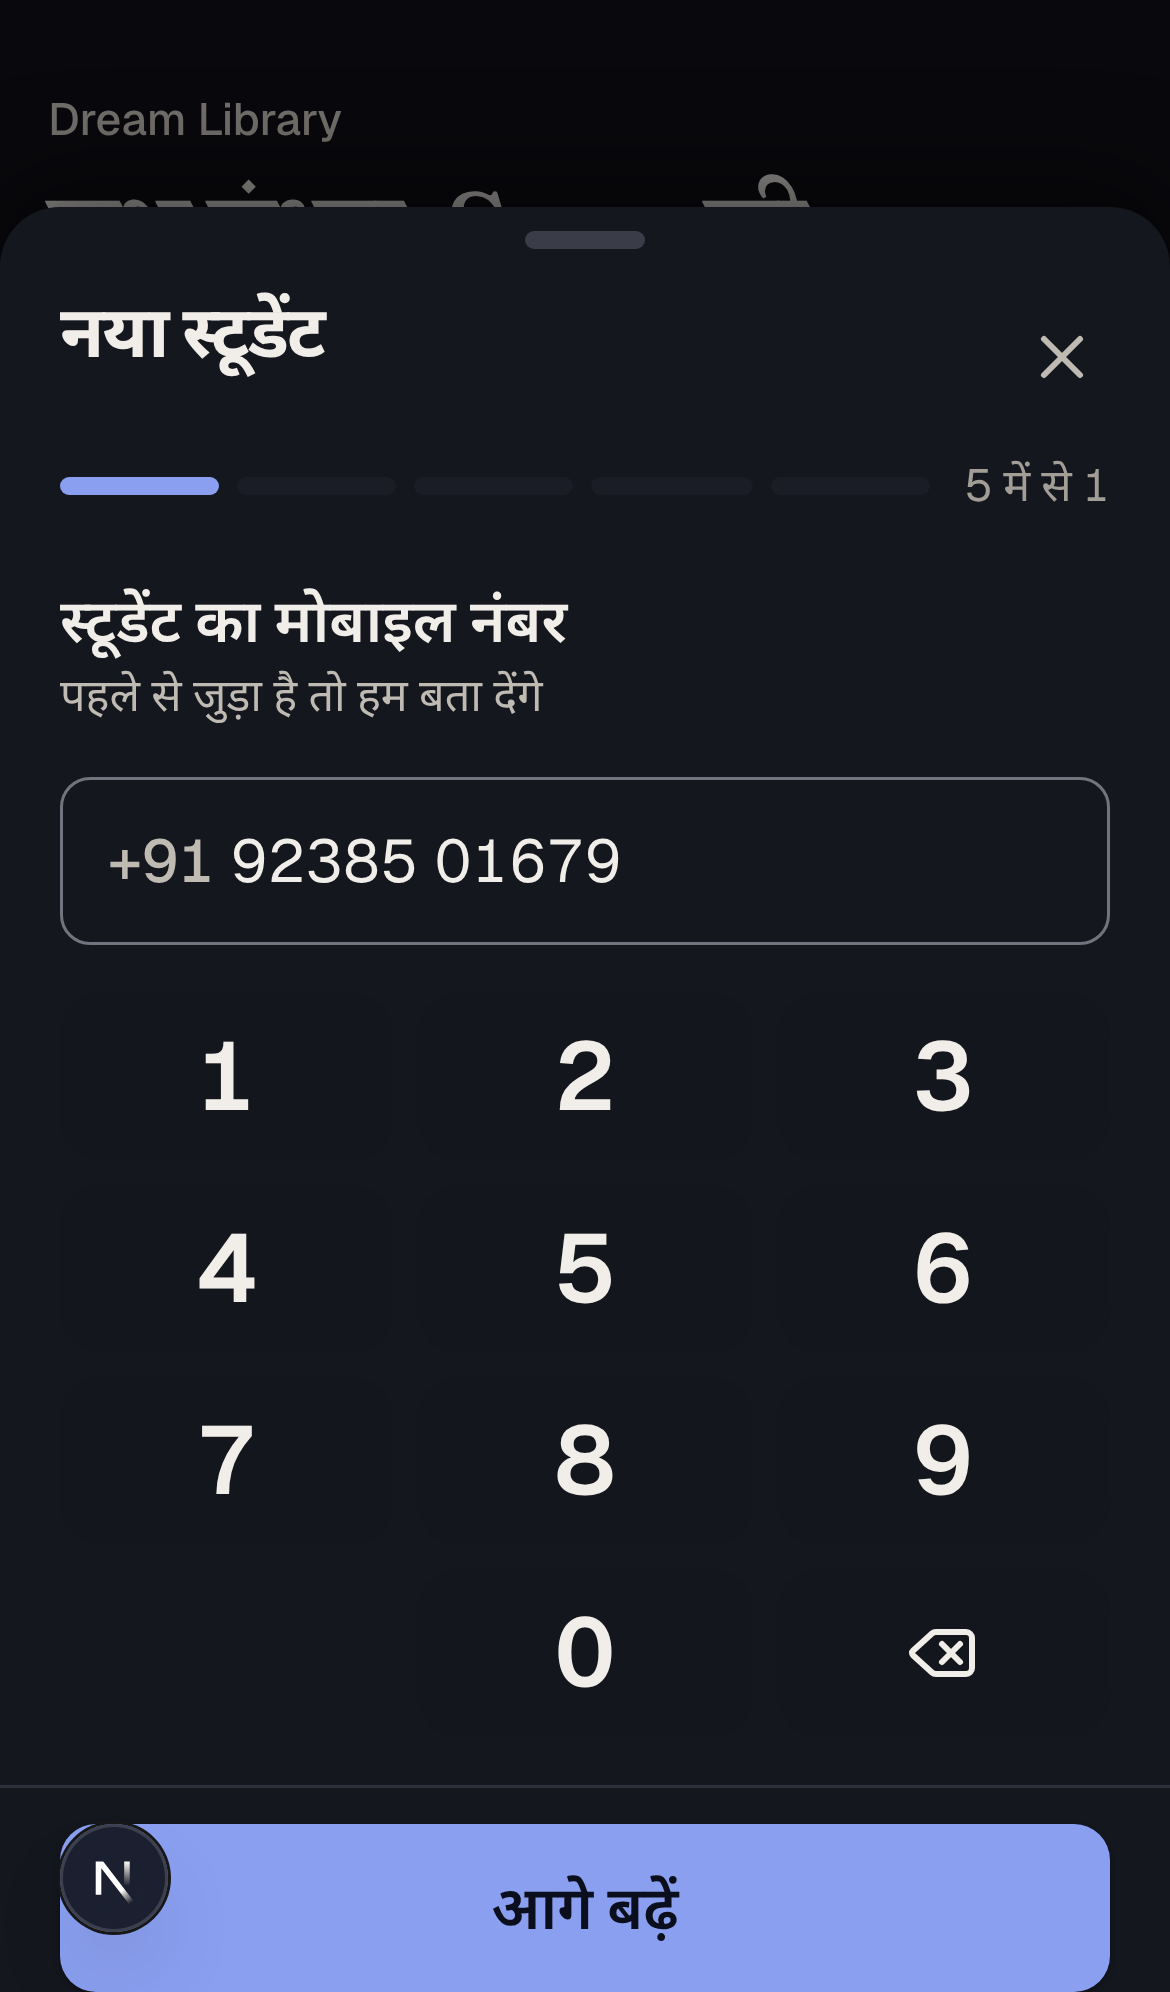 Dream Library
नया स्टूडेंट
5 में से 1
स्टूडेंट का मोबाइल नंबर
पहले से जुड़ा है तो हम बता देंगे
+91 92385 01679
1 2 3
4 5 6
7 8 9
0
N
आगे बढ़ें